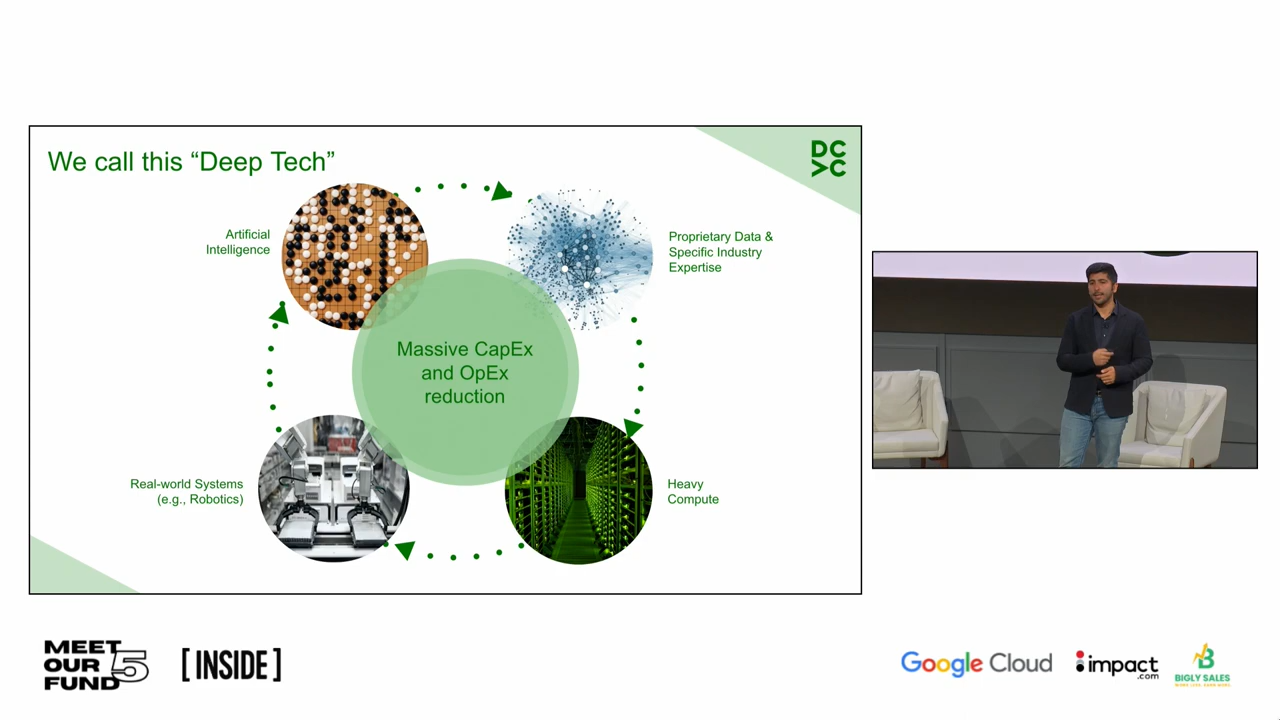 We call this “Deep Tech”
DC
>C
Artificial
Intelligence
Proprietary Data &
Specific Industry
Expertise
Massive CapEx
and OpEx
reduction
Real-world Systems
(e.g., Robotics)
Heavy
Compute
MEET
OUR
FUND
5
[INSIDE]
Google Cloud
impact
.com
BIGLY SALES